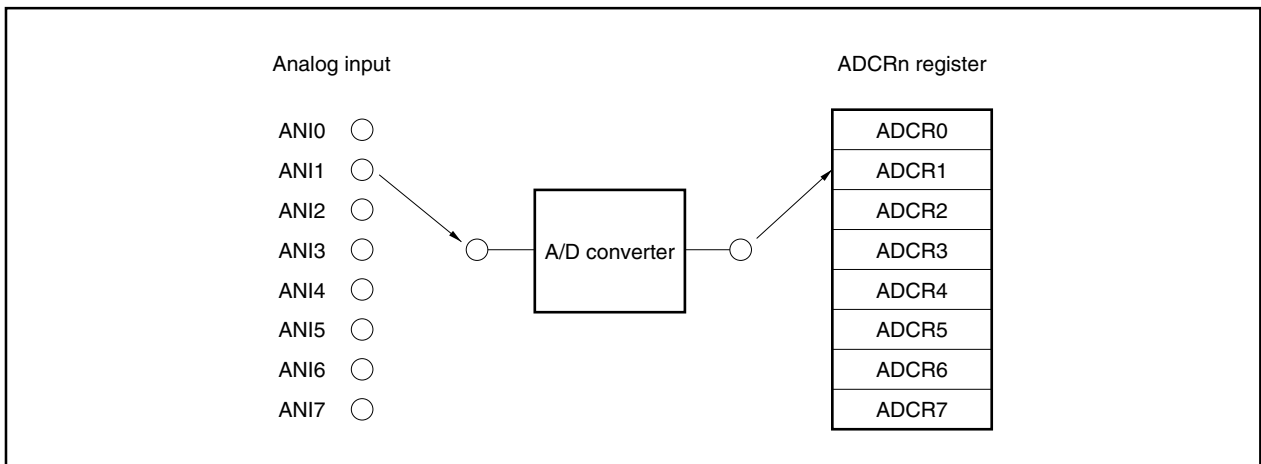 Analog input
ADCRn register
ANI0
ANI1
ANI2
ANI3
ANI4
ANI5
ANI6
ANI7
A/D converter
ADCR0
ADCR1
ADCR2
ADCR3
ADCR4
ADCR5
ADCR6
ADCR7